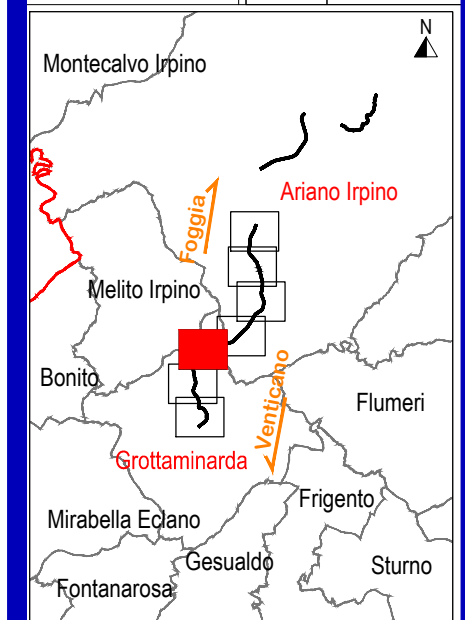 N
Montecalvo Irpino
Ariano Irpino
Foggia
Melito Irpino
Bonito
Venticano
Flumeri
Grottaminarda
Frigento
Mirabella Eclano
Gesualdo
Sturno
Fontanarosa